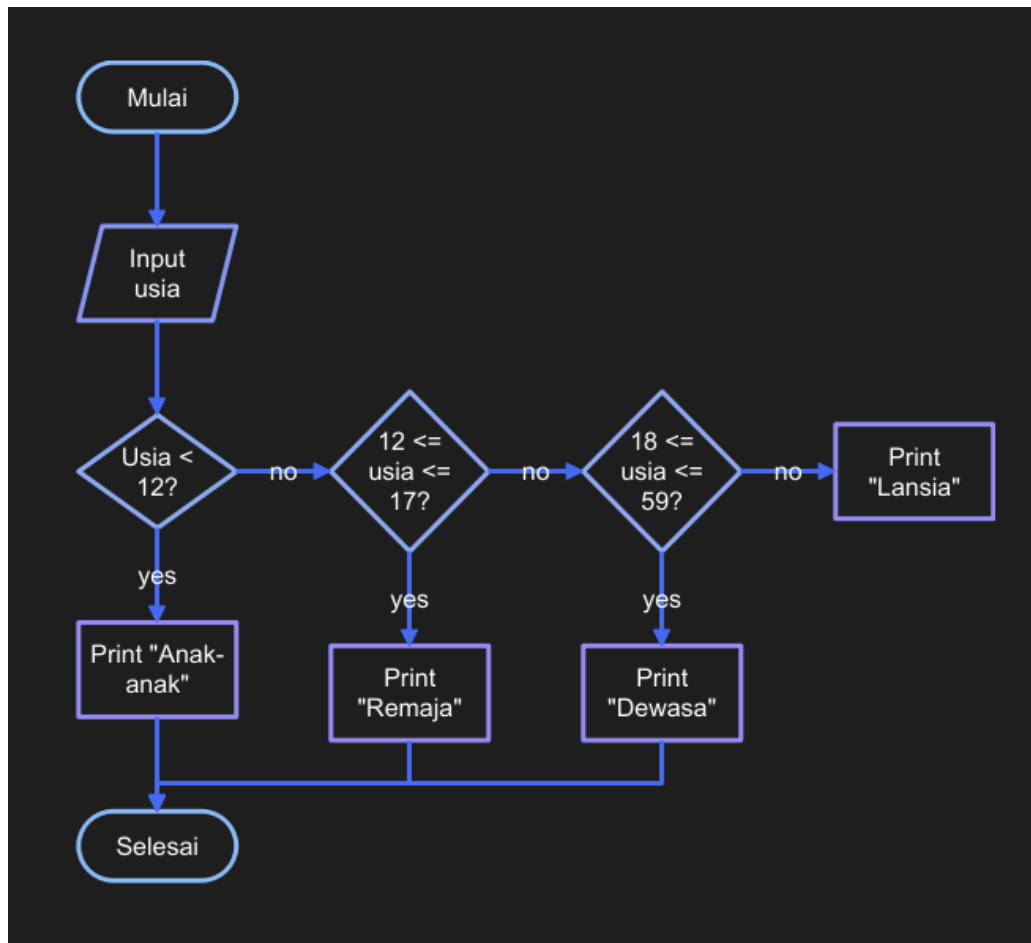 Mulai
Input
usia
Usia <
12?
no
12 <=
usia <=
17?
no
18 <=
usia <=
59?
no
Print
"Lansia"
yes
yes
yes
Print "Anak-
anak"
Print
"Remaja"
Print
"Dewasa"
Selesai